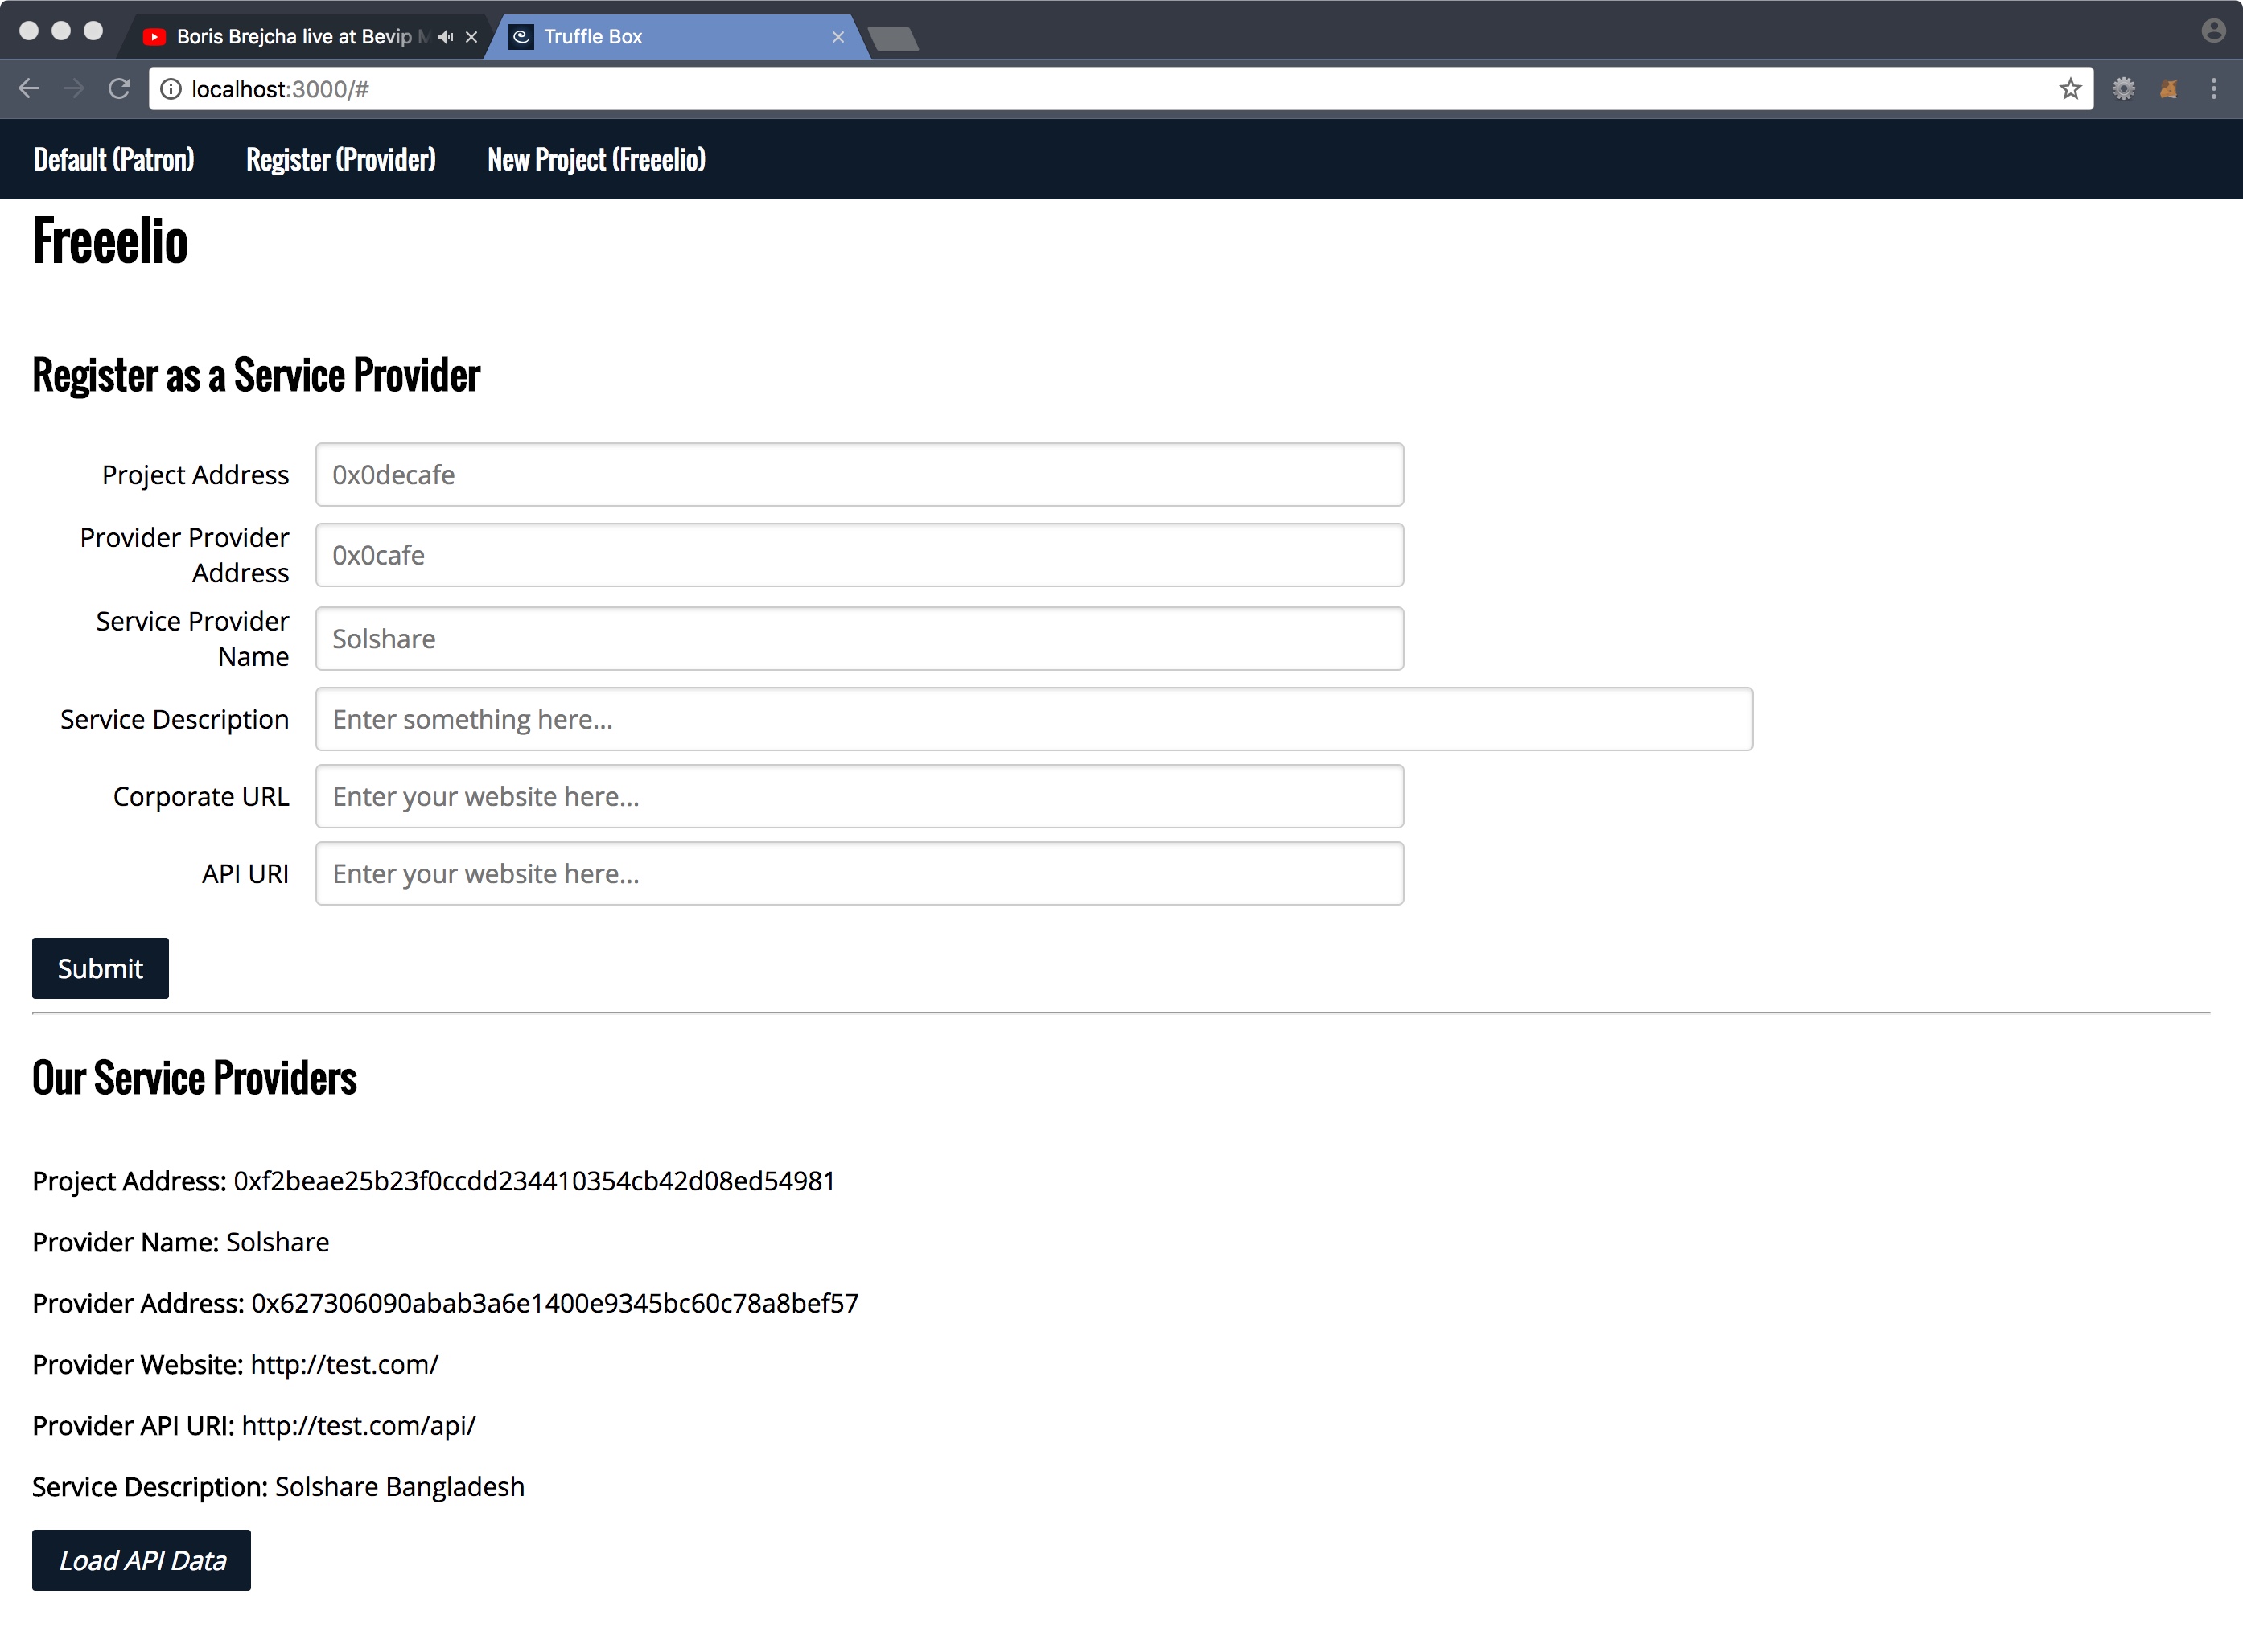 Boris Brejcha live at Bevip M
Truffle Box
localhost:3000/#
Default (Patron) Register (Provider) New Project (Freeelio)
Freeelio
Register as a Service Provider
Project Address 0x0decafe
Provider Provider
Address
0x0cafe
Service Provider
Name
Solshare
Service Description Enter something here...
Corporate URL Enter your website here...
API URI Enter your website here...
Submit
Our Service Providers
Project Address: 0xf2beae25b23f0ccdd234410354cb42d08ed54981
Provider Name: Solshare
Provider Address: 0x627306090abab3a6e1400e9345bc60c78a8bef57
Provider Website: http://test.com/
Provider API URI: http://test.com/api/
Service Description: Solshare Bangladesh
Load API Data